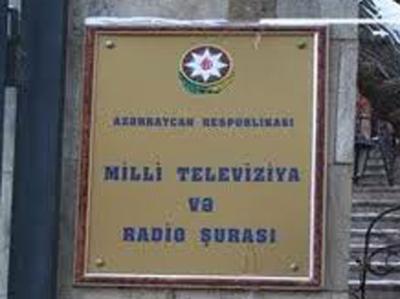 AZƏRBAYCAN RESPUBLİKASI
MİLLİ TELEVİZİYA
VƏ
RADİO ŞURASI